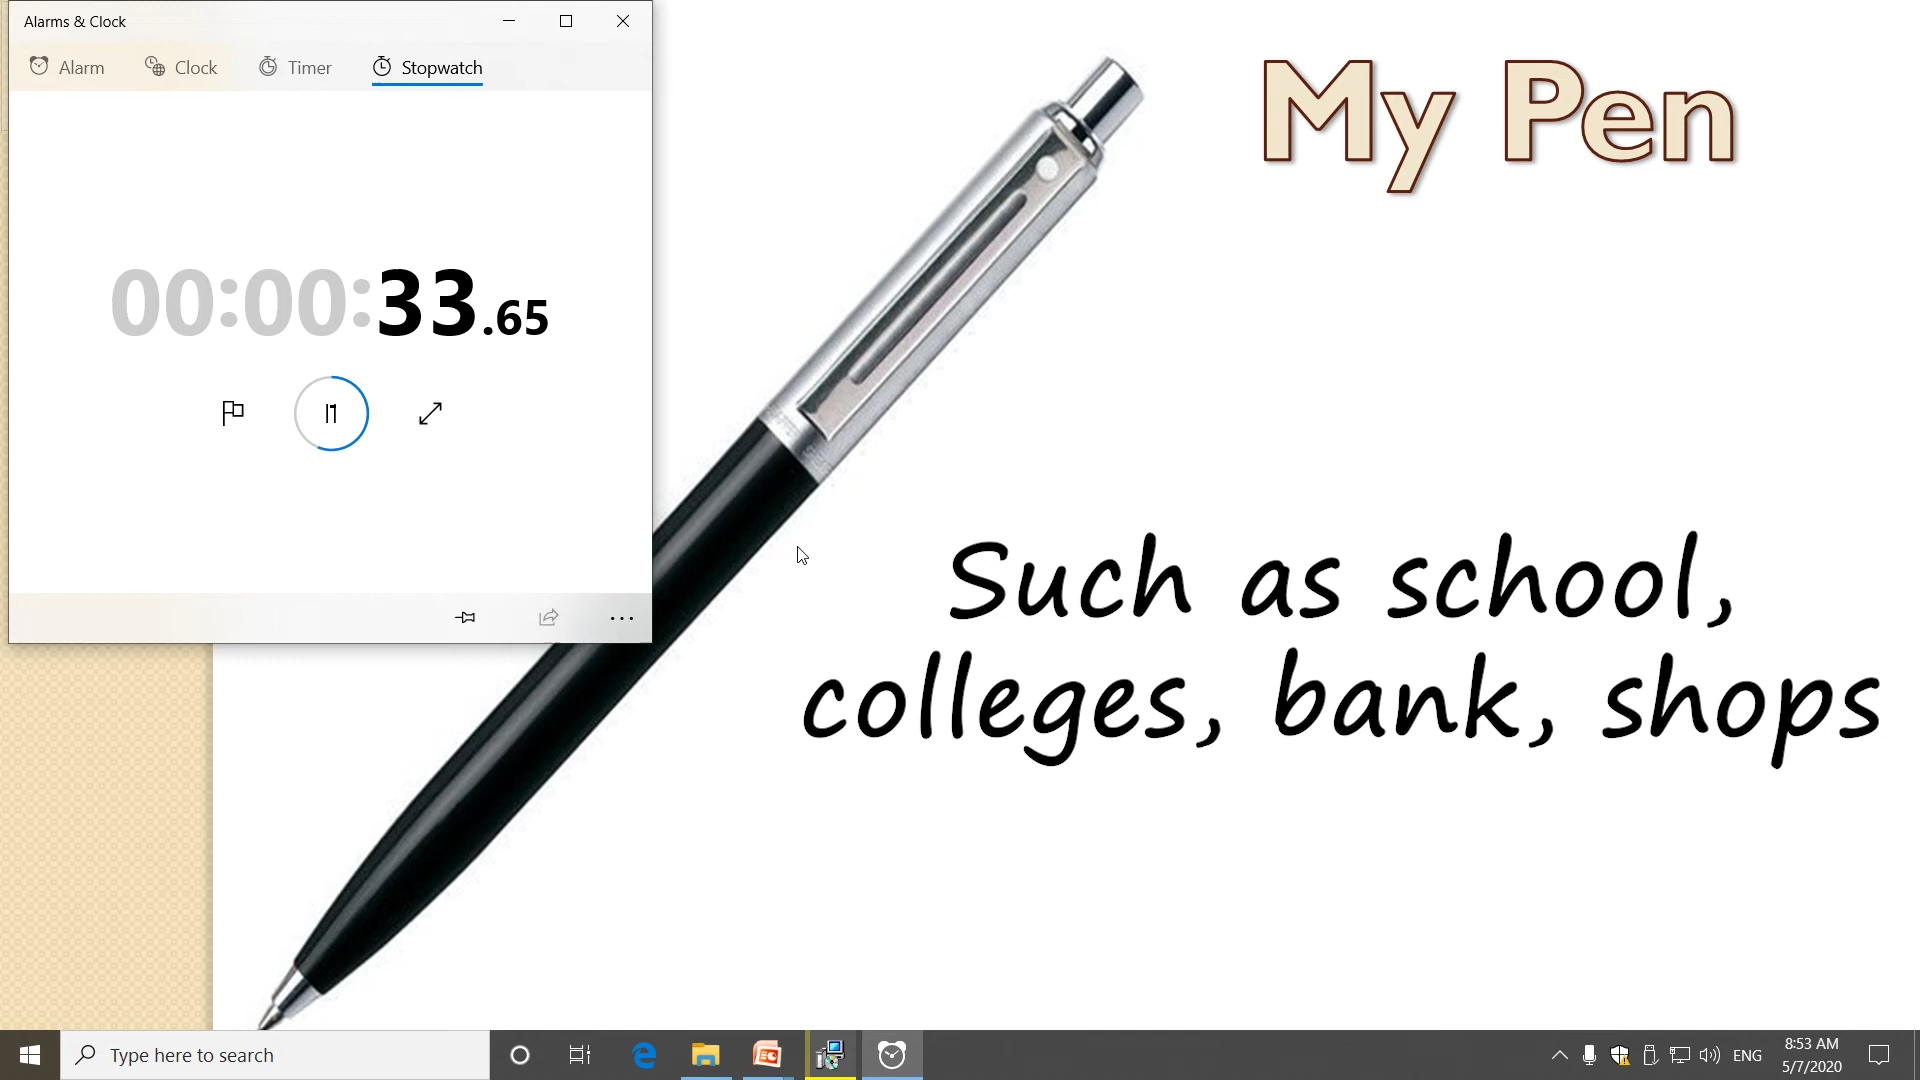 Alarms & Clock
Alarm Clock Timer Stopwatch
00:00:33.65
My Pen
Such as school,
colleges, bank, shops
Type here to search
ENG
8:53 AM
5/7/2020